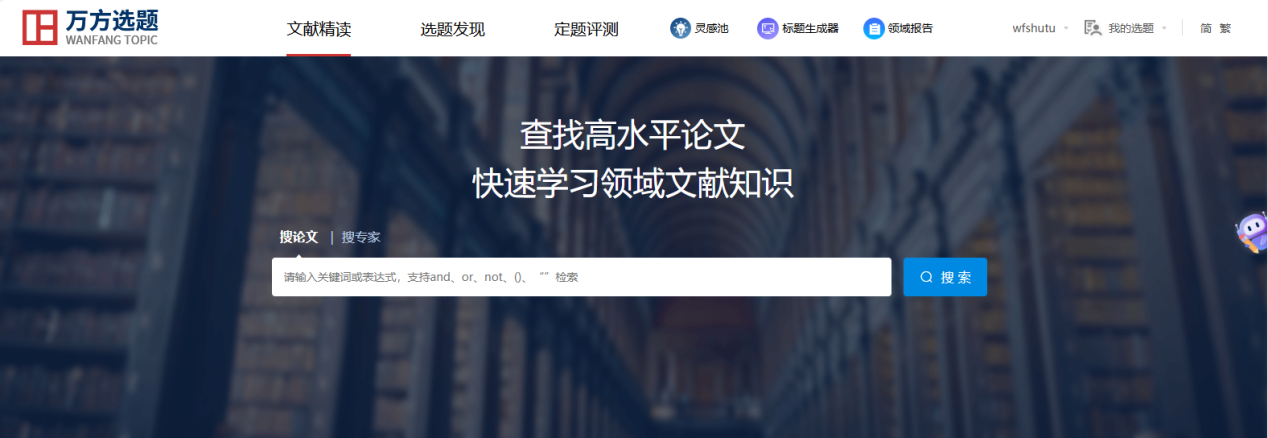 万方选题
WANFANG TOPIC
文献精读
选题发现
定题评测
灵感池
标题生成器
领域报告
wfshutu
我的选题
简 繁
查找高水平论文
快速学习领域文献知识
搜论文 | 搜专家
请输入关键词或表达式，支持and、or、not、()、“”检索
搜 索